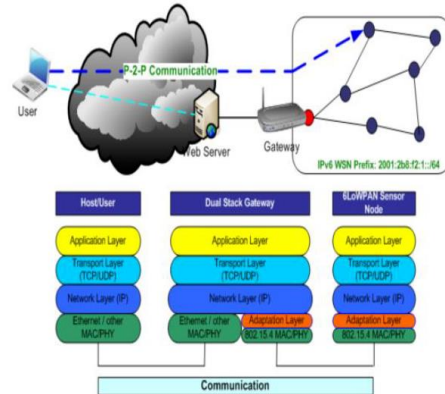 P-2-P Communication
User
Web Server
Gateway
IPv6 WSN Prefix: 2001:2b8:f2:1::/64
Host/User
Dual Stack Gateway
6LoWPAN Sensor
Node
Application Layer
Application Layer
Application Layer
Transport Layer
(TCP/UDP)
Transport Layer
(TCP/UDP)
Transport Layer
(TCP/UDP)
Network Layer (IP)
Network Layer (IP)
Network Layer (IP)
Ethernet / other
MAC/PHY
Ethernet / other
MAC/PHY
Adaptation Layer
802.15.4 MAC/PHY
Adaptation Layer
802.15.4 MAC/PHY
Communication